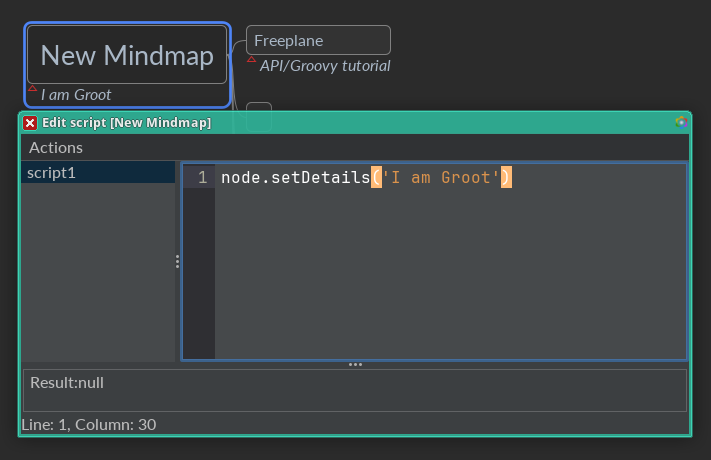 New Mindmap
I am Groot
Freeplane
API/Groovy tutorial
Edit script [New Mindmap]
Actions
script1
1 node.setDetails('I am Groot')
Result:null
Line: 1, Column: 30